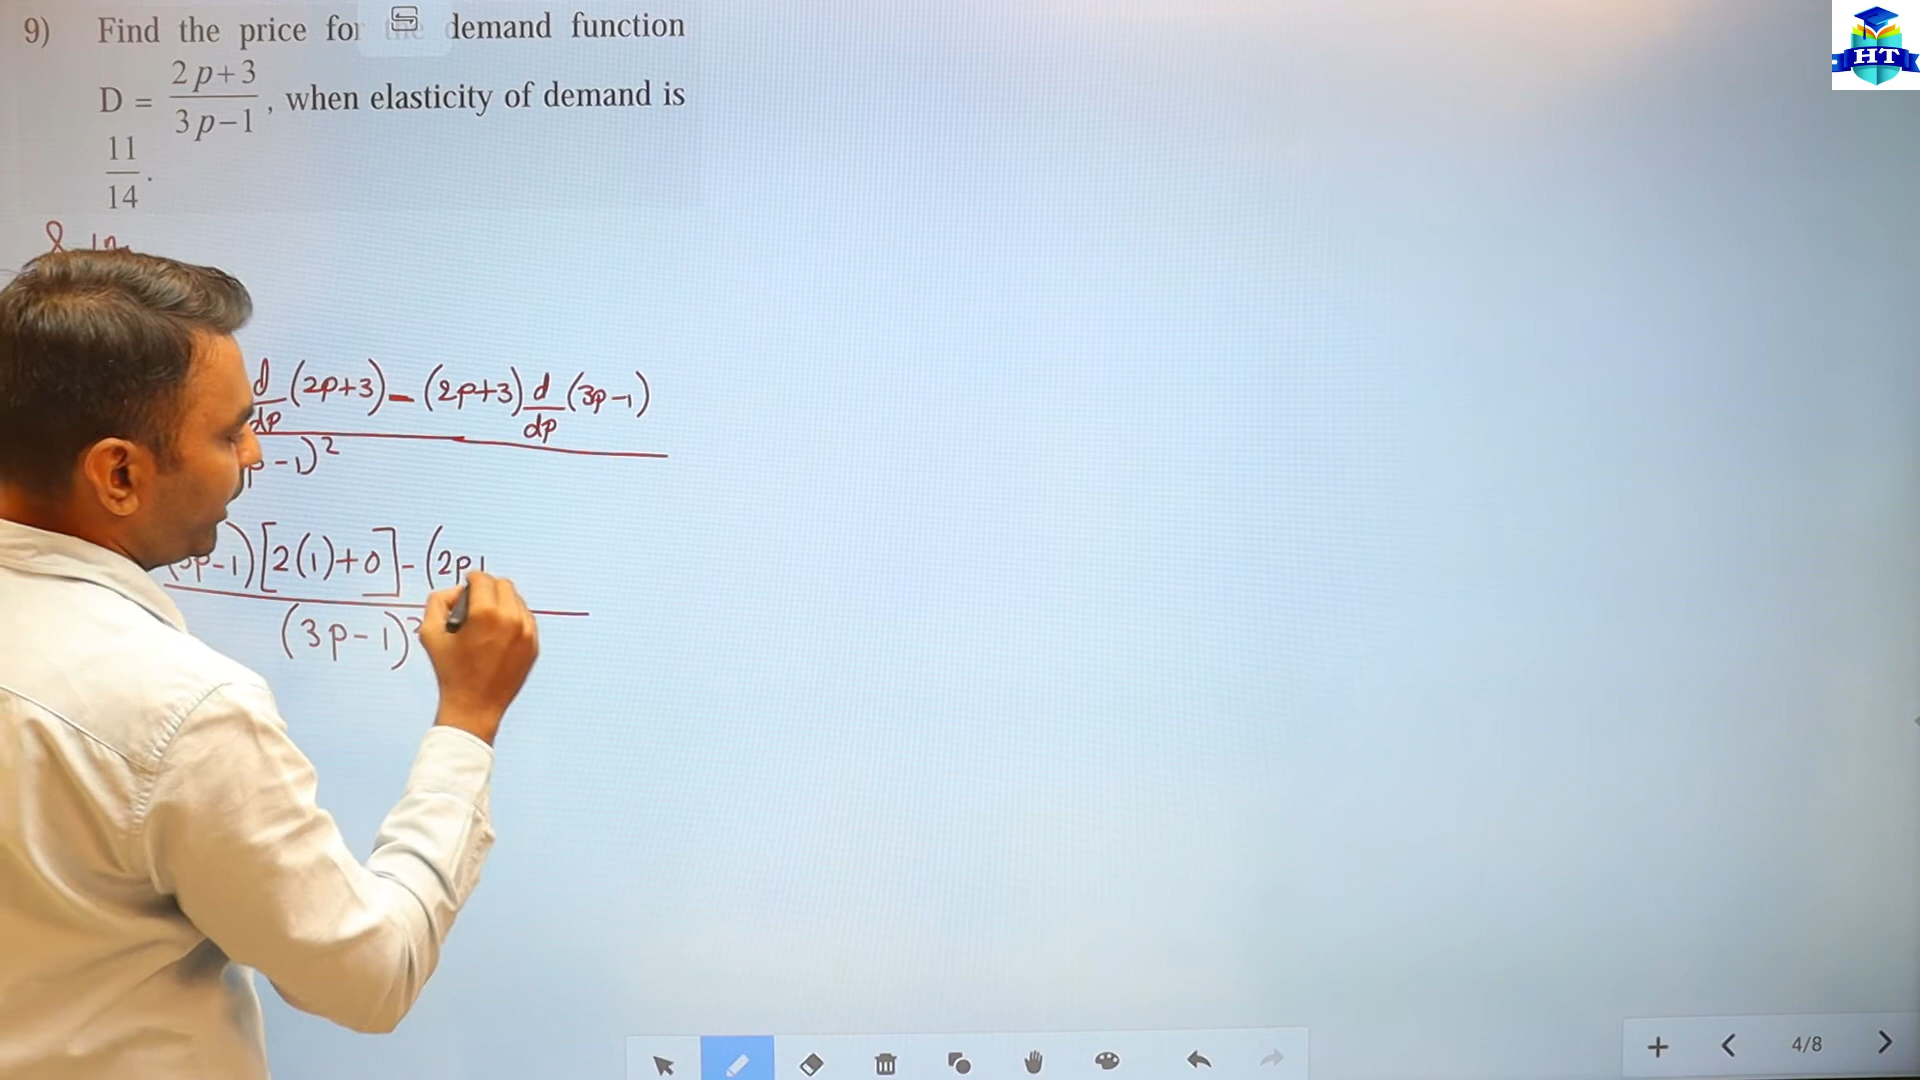 9) Find the price for the demand function
D = 2p+3 / 3p−1 , when elasticity of demand is
11 / 14 .
d/dp (2p+3) − (2p+3) d/dp (3p−1)
p −1)²
(3p−1) [2(1)+0] − (2p
(3p−1)²
HT
4/8